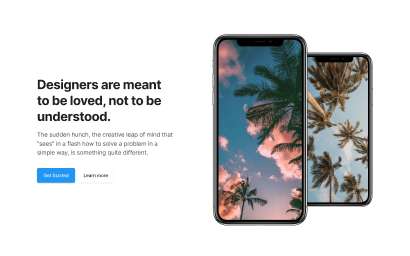 Designers are meant
to be loved, not to be
understood.
The sudden hunch, the creative leap of mind that
"sees" in a flash how to solve a problem in a
simple way, is something quite different.
Get Started
Learn more